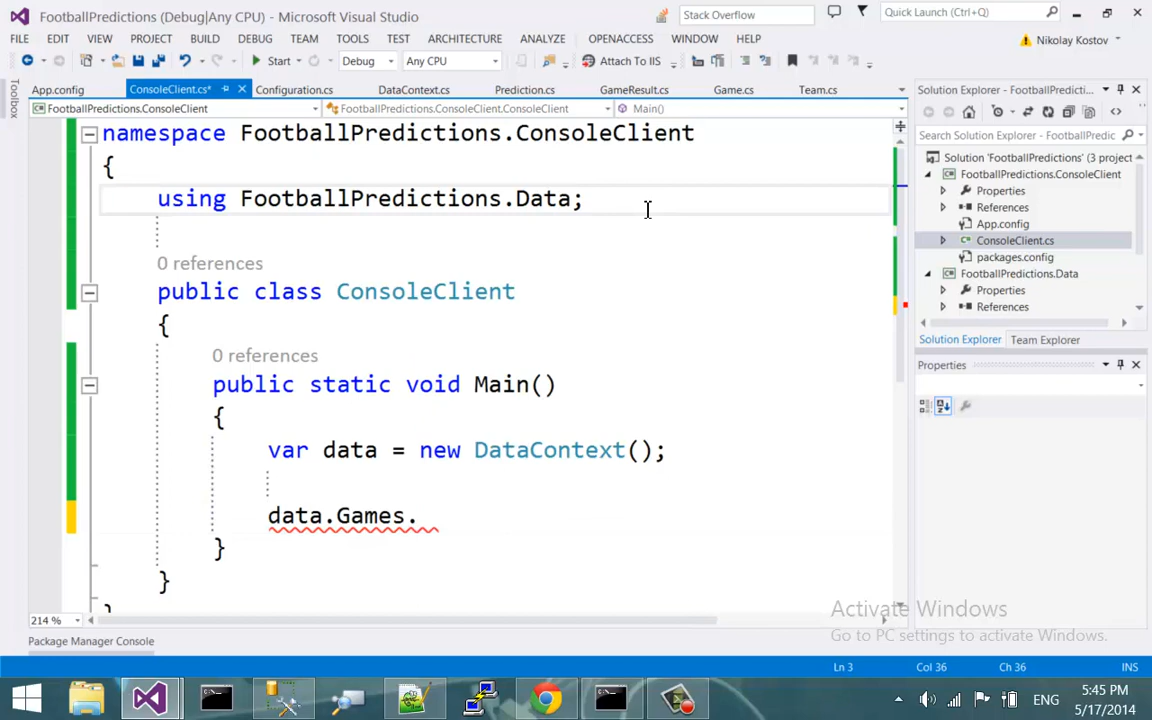 FootballPredictions (Debug|Any CPU) - Microsoft Visual Studio
Stack Overflow
Quick Launch (Ctrl+Q)
FILE EDIT VIEW PROJECT BUILD DEBUG TEAM TOOLS TEST ARCHITECTURE ANALYZE OPENACCESS WINDOW HELP
Nikolay Kostov
Start Debug Any CPU Attach To IIS
Toolbox
App.config ConsoleClient.cs* Configuration.cs DataContext.cs Prediction.cs GameResult.cs Game.cs Team.cs
FootballPredictions.ConsoleClient FootballPredictions.ConsoleClient.ConsoleClient Main()
namespace FootballPredictions.ConsoleClient
{
using FootballPredictions.Data;
0 references
public class ConsoleClient
{
0 references
public static void Main()
{
var data = new DataContext();
data.Games.
}
}
}
214 %
Package Manager Console
Solution Explorer - FootballPredicti...
Search Solution Explorer - FootballPredic
Solution 'FootballPredictions' (3 project
FootballPredictions.ConsoleClient
Properties
References
App.config
ConsoleClient.cs
packages.config
FootballPredictions.Data
Properties
References
Solution Explorer Team Explorer
Properties
Activate Windows
Go to PC settings to activate Windows.
Ln 3 Col 36 Ch 36 INS
ENG
5:45 PM
5/17/2014